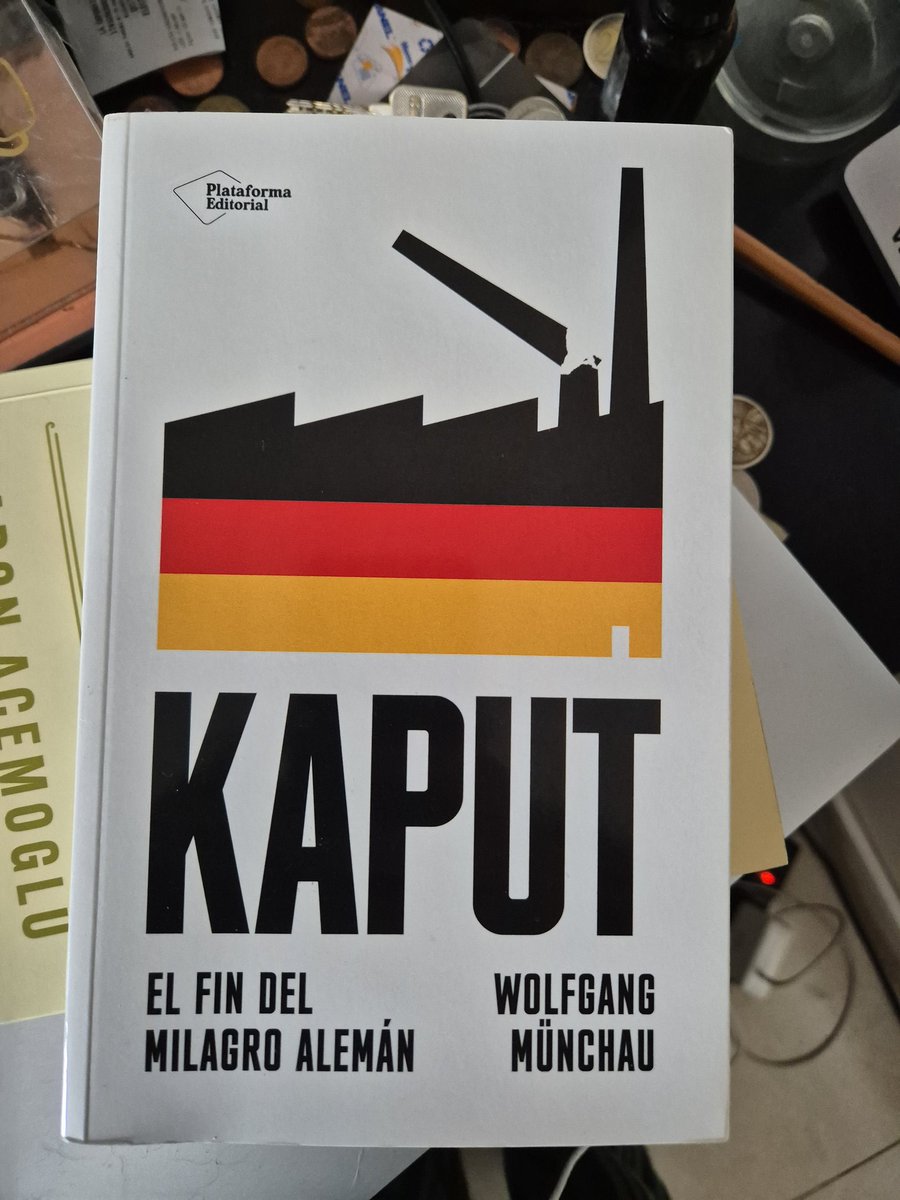 Plataforma
Editorial
KAPUT
EL FIN DEL
MILAGRO ALEMÁN
WOLFGANG
MÜNCHAU
ACEMOGLU